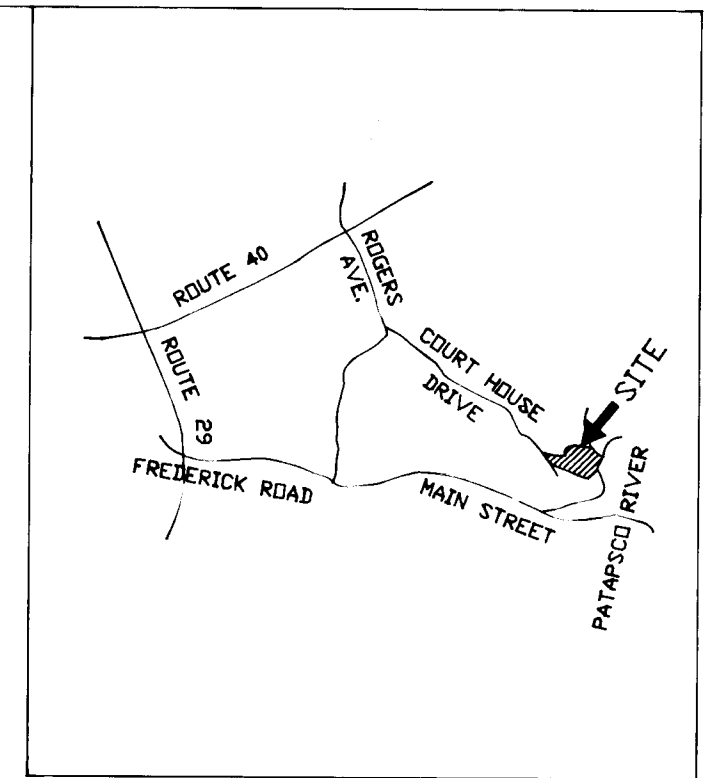 ROUTE 40
ROGERS
AVE.
ROUTE 29
COURT HOUSE
DRIVE
SITE
FREDERICK ROAD
MAIN STREET
PATAPSCO RIVER